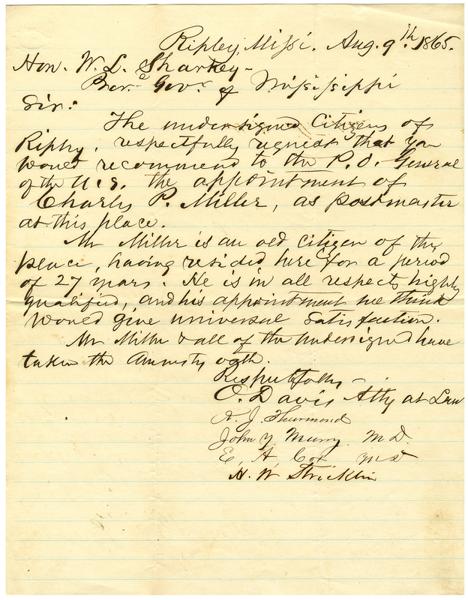 Ripley, Missi. Aug. 9th. 1865.
Hon. W. L. Sharkey
Gov. of Mississippi
Sir:
The undersigned Citizens of
Ripley, respectfully request that you
would recommend to the P. O. General
of the U.S. the appointment of
Charles P. Miller, as postmaster
at this place.
Mr Miller is an old citizen of the
place, having resided here for a period
of 27 years. He is in all respects highly
qualified, and his appointment we think
would give universal satisfaction.
Mr Miller & all of the undersigned have
taken the Amnesty oath.
Respectfully
O. Davis Atty at Law
A. J. Thurmond
John Y. Murry M.D.
E. A. Cox M.D
H. W. Stricklin